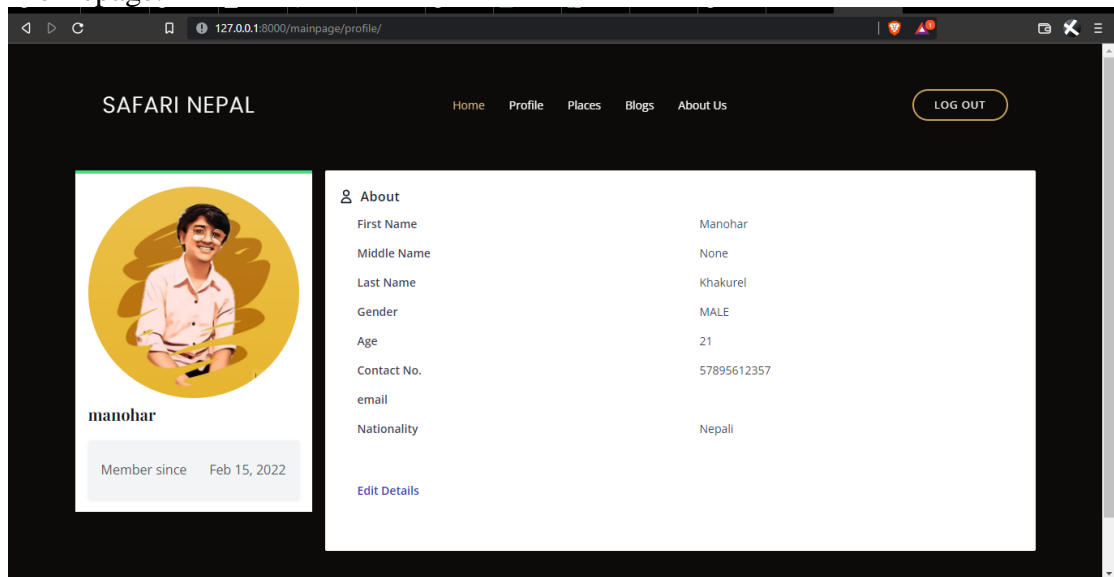 127.0.0.1:8000/mainpage/profile/
SAFARI NEPAL
Home Profile Places Blogs About Us
LOG OUT
About
First Name Manohar
Middle Name None
Last Name Khakurel
Gender MALE
Age 21
Contact No. 57895612357
email
Nationality Nepali
Edit Details
manohar
Member since Feb 15, 2022